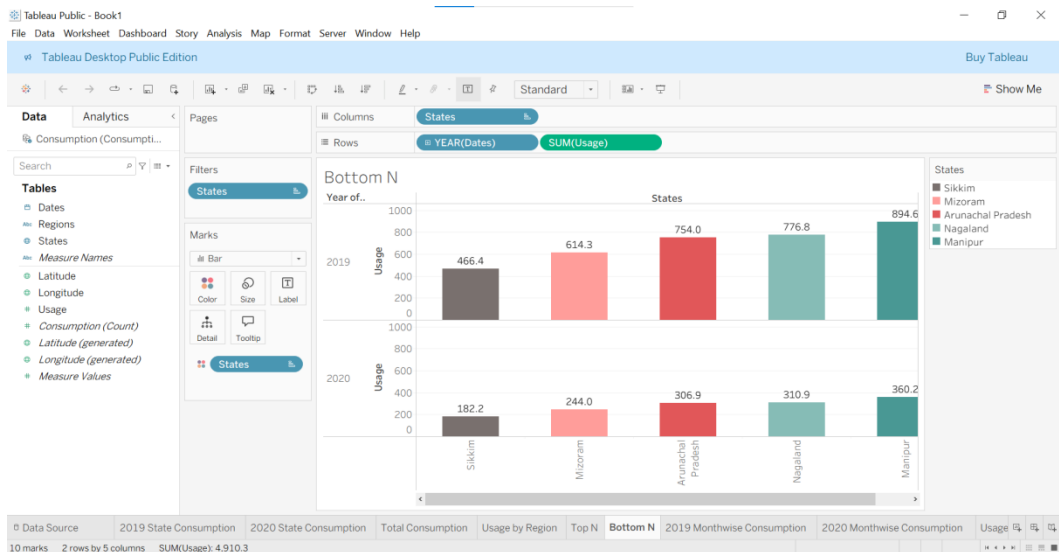 Tableau Public - Book1
File Data Worksheet Dashboard Story Analysis Map Format Server Window Help
Tableau Desktop Public Edition
Buy Tableau
Standard
Show Me
Data Analytics
Consumption (Consumpti...
Search
Tables
Dates
Abc Regions
States
Abc Measure Names
Latitude
Longitude
# Usage
# Consumption (Count)
Latitude (generated)
Longitude (generated)
# Measure Values
Pages
Filters
States
Marks
Bar
Color Size Label
Detail Tooltip
States
Columns States
Rows YEAR(Dates) SUM(Usage)
Bottom N
Year of.. States
2019
Usage
1000
800
600
400
200
0
466.4 614.3 754.0 776.8 894.6
2020
Usage
1000
800
600
400
200
0
182.2 244.0 306.9 310.9 360.2
Sikkim Mizoram Arunachal Pradesh Nagaland Manipur
States
Sikkim
Mizoram
Arunachal Pradesh
Nagaland
Manipur
Data Source 2019 State Consumption 2020 State Consumption Total Consumption Usage by Region Top N Bottom N 2019 Monthwise Consumption 2020 Monthwise Consumption Usage
10 marks 2 rows by 5 columns SUM(Usage): 4,910.3